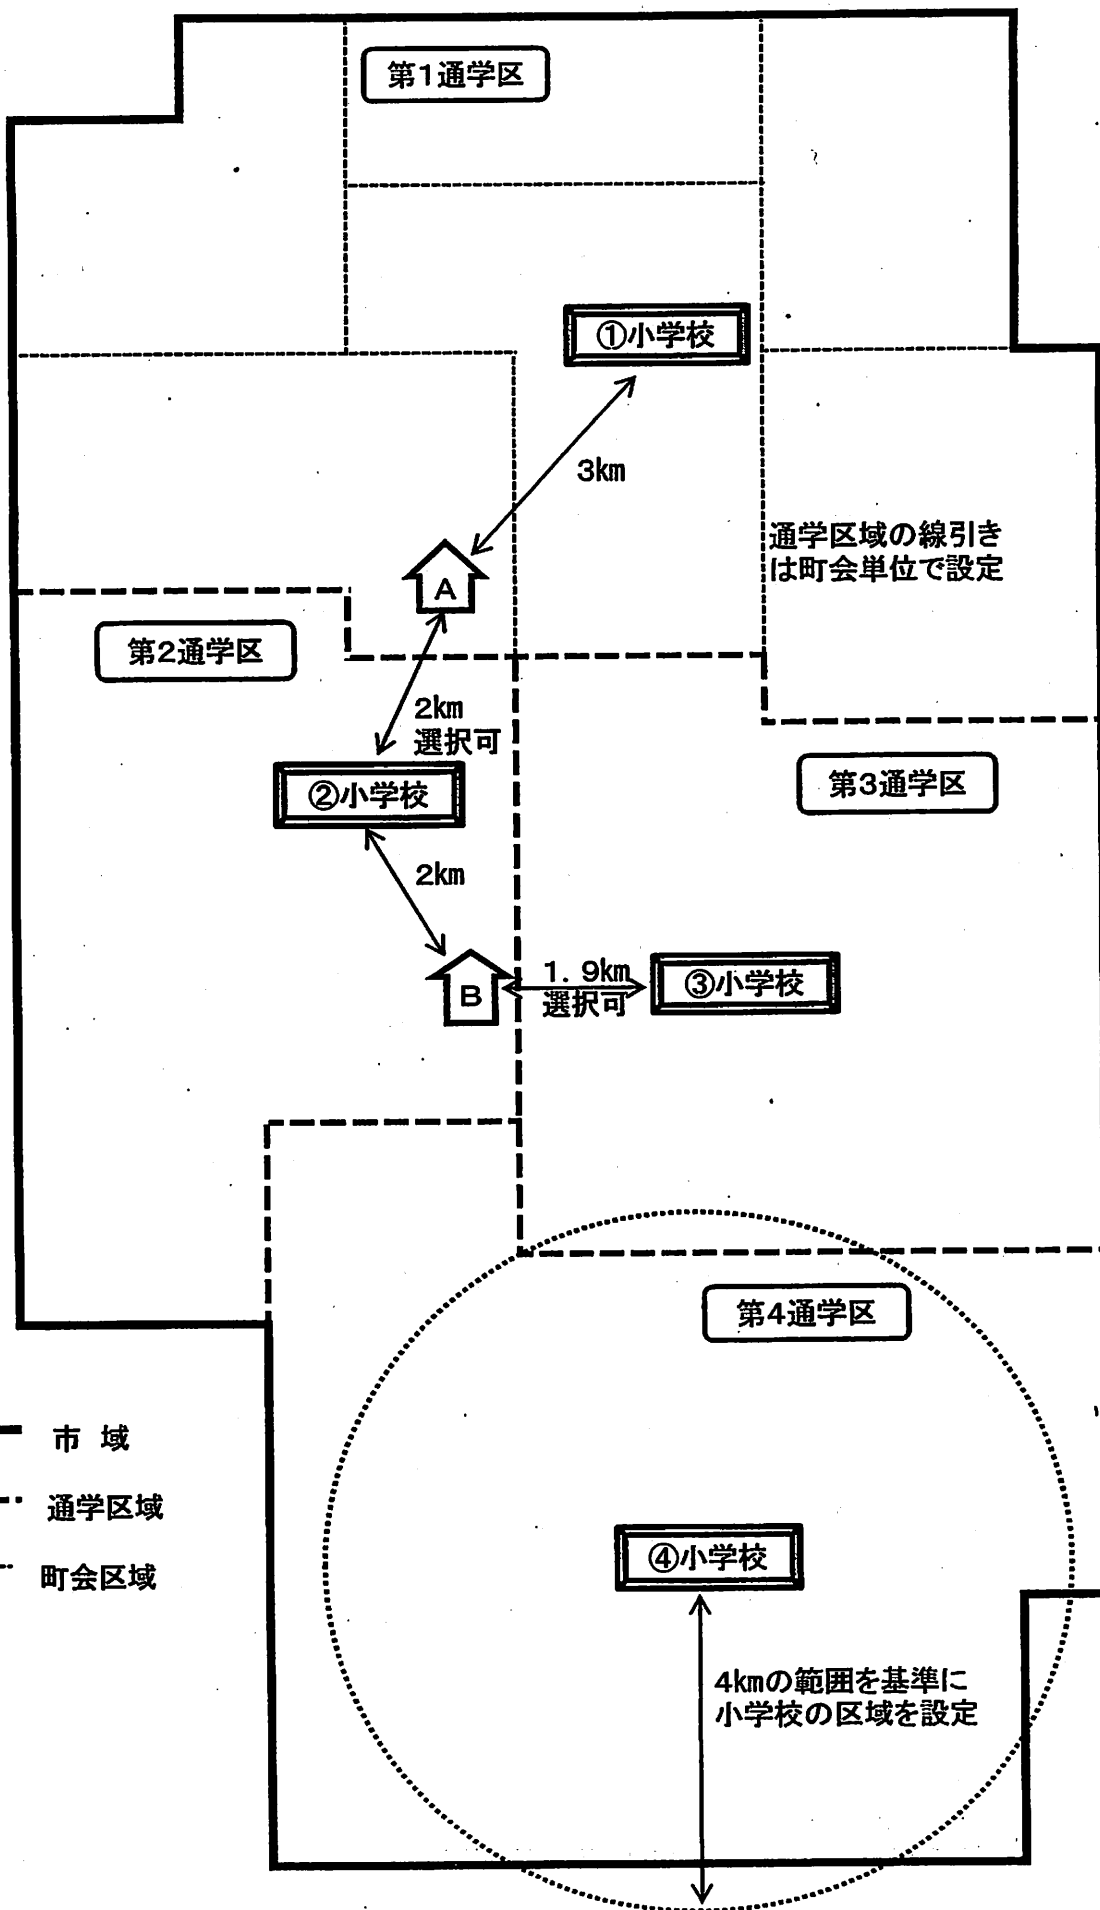 第1通学区
①小学校
3km
通学区域の線引き
は町会単位で設定
A
第2通学区
2km
選択可
②小学校
第3通学区
2km
B
1.9km
選択可
③小学校
第4通学区
市 域
通学区域
町会区域
④小学校
4kmの範囲を基準に
小学校の区域を設定